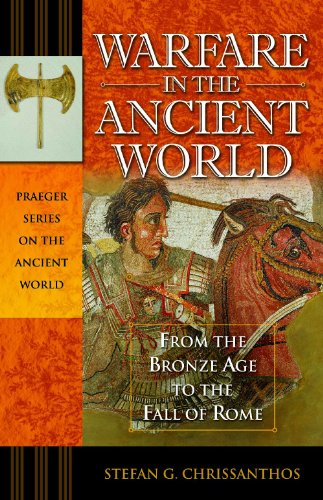 WARFARE
IN THE
ANCIENT
WORLD
PRAEGER
SERIES
ON THE
ANCIENT
WORLD
FROM THE
BRONZE AGE
TO THE
FALL OF ROME
STEFAN G. CHRISSANTHOS